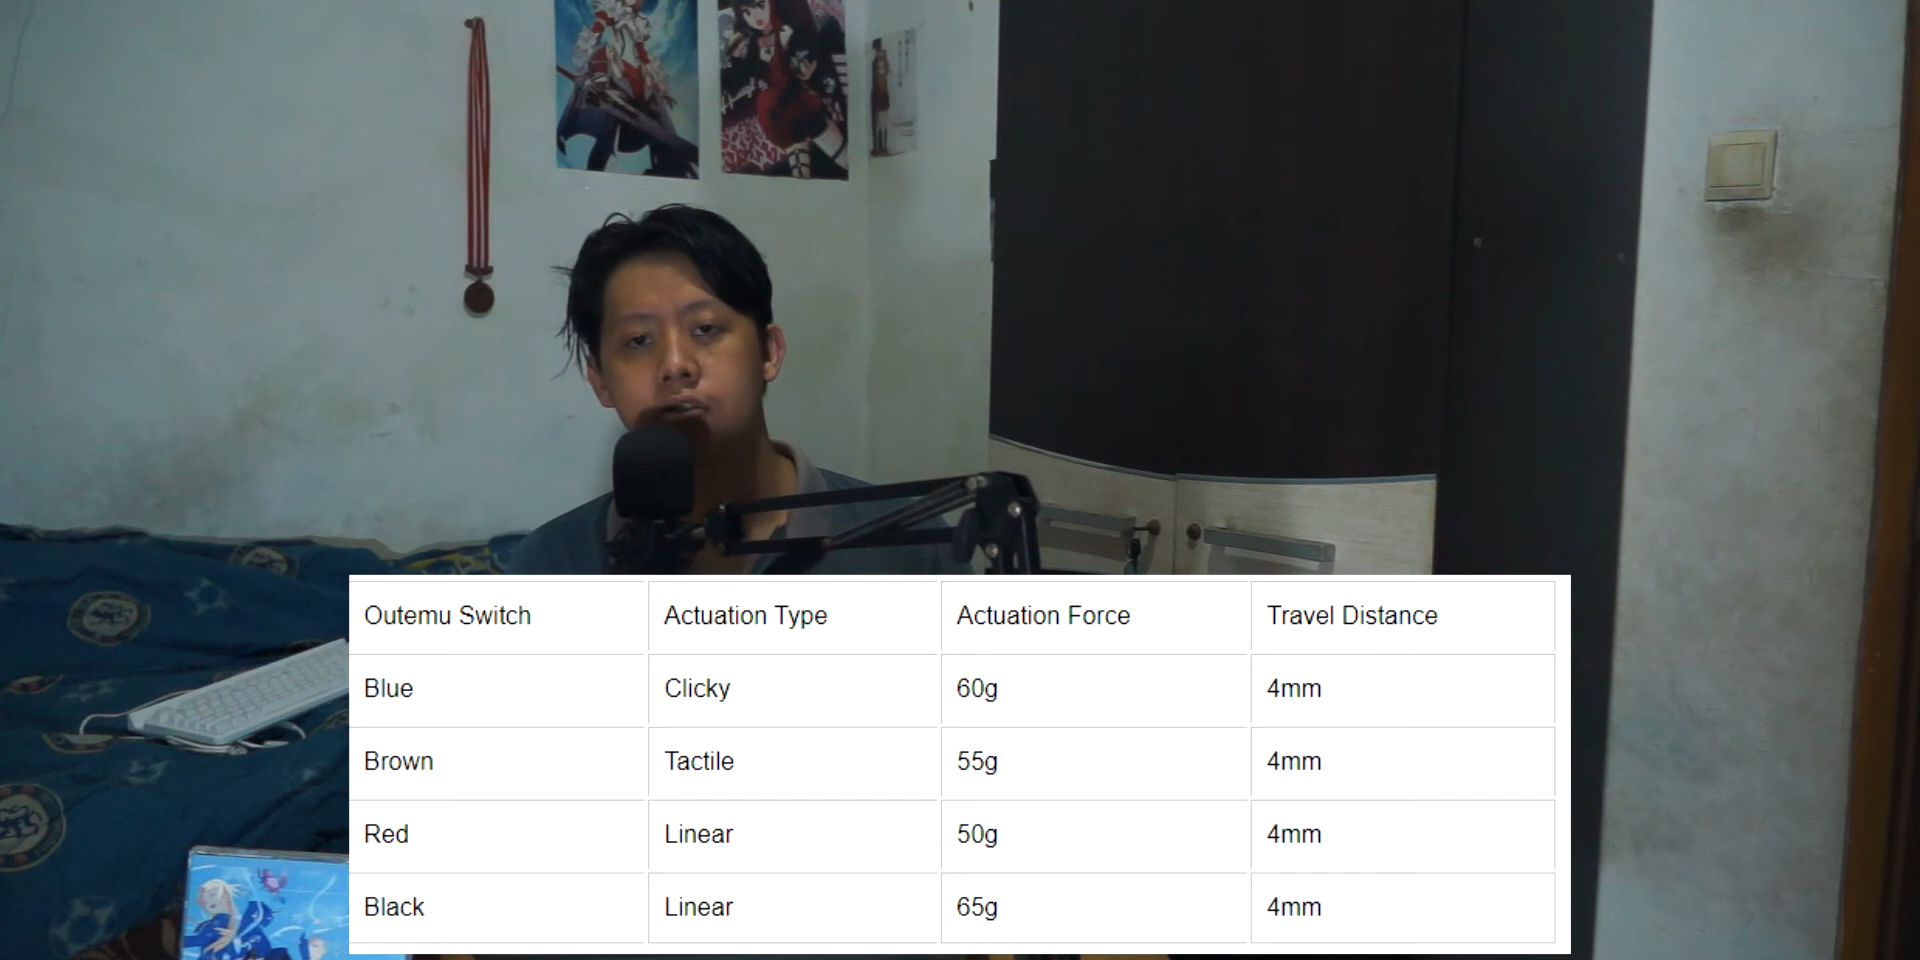 Outemu Switch Actuation Type Actuation Force Travel Distance
Blue Clicky 60g 4mm
Brown Tactile 55g 4mm
Red Linear 50g 4mm
Black Linear 65g 4mm